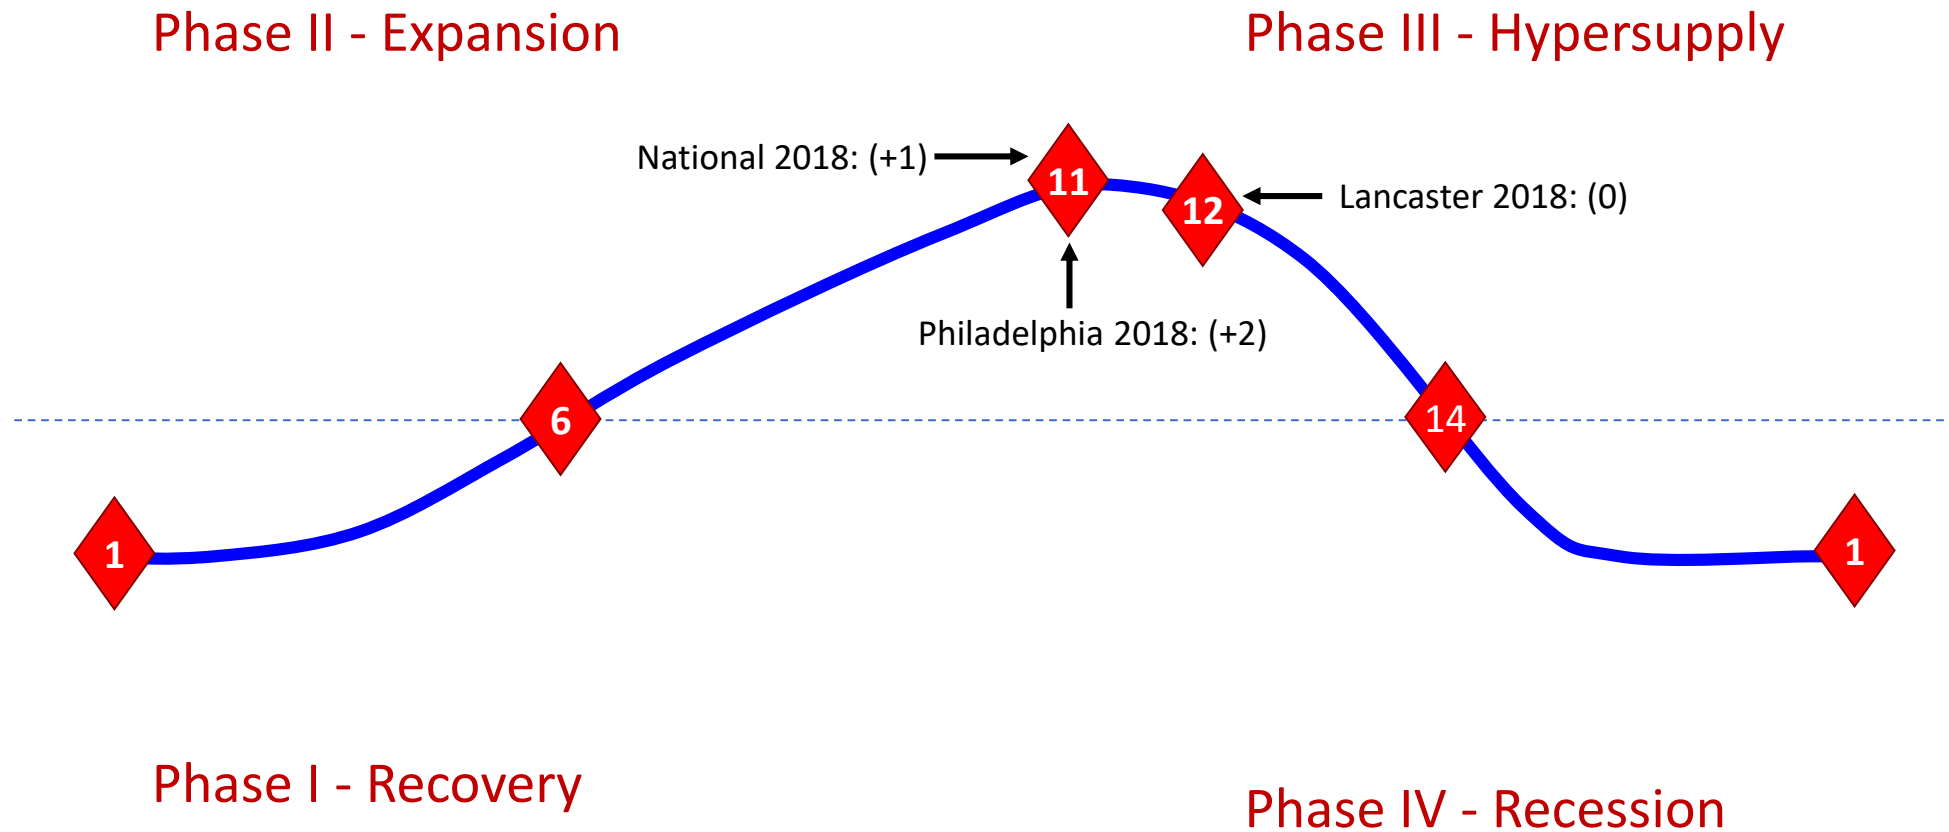 Phase II - Expansion
Phase III - Hypersupply
National 2018: (+1)
11
12
Lancaster 2018: (0)
Philadelphia 2018: (+2)
6
14
1
1
Phase I - Recovery
Phase IV - Recession